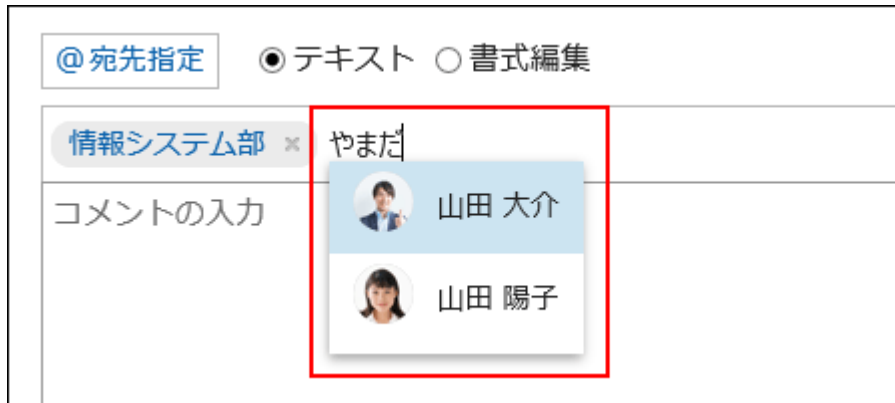 @宛先指定 テキスト 書式編集
情報システム部 × やまだ
山田 大介
コメントの入力
山田 陽子